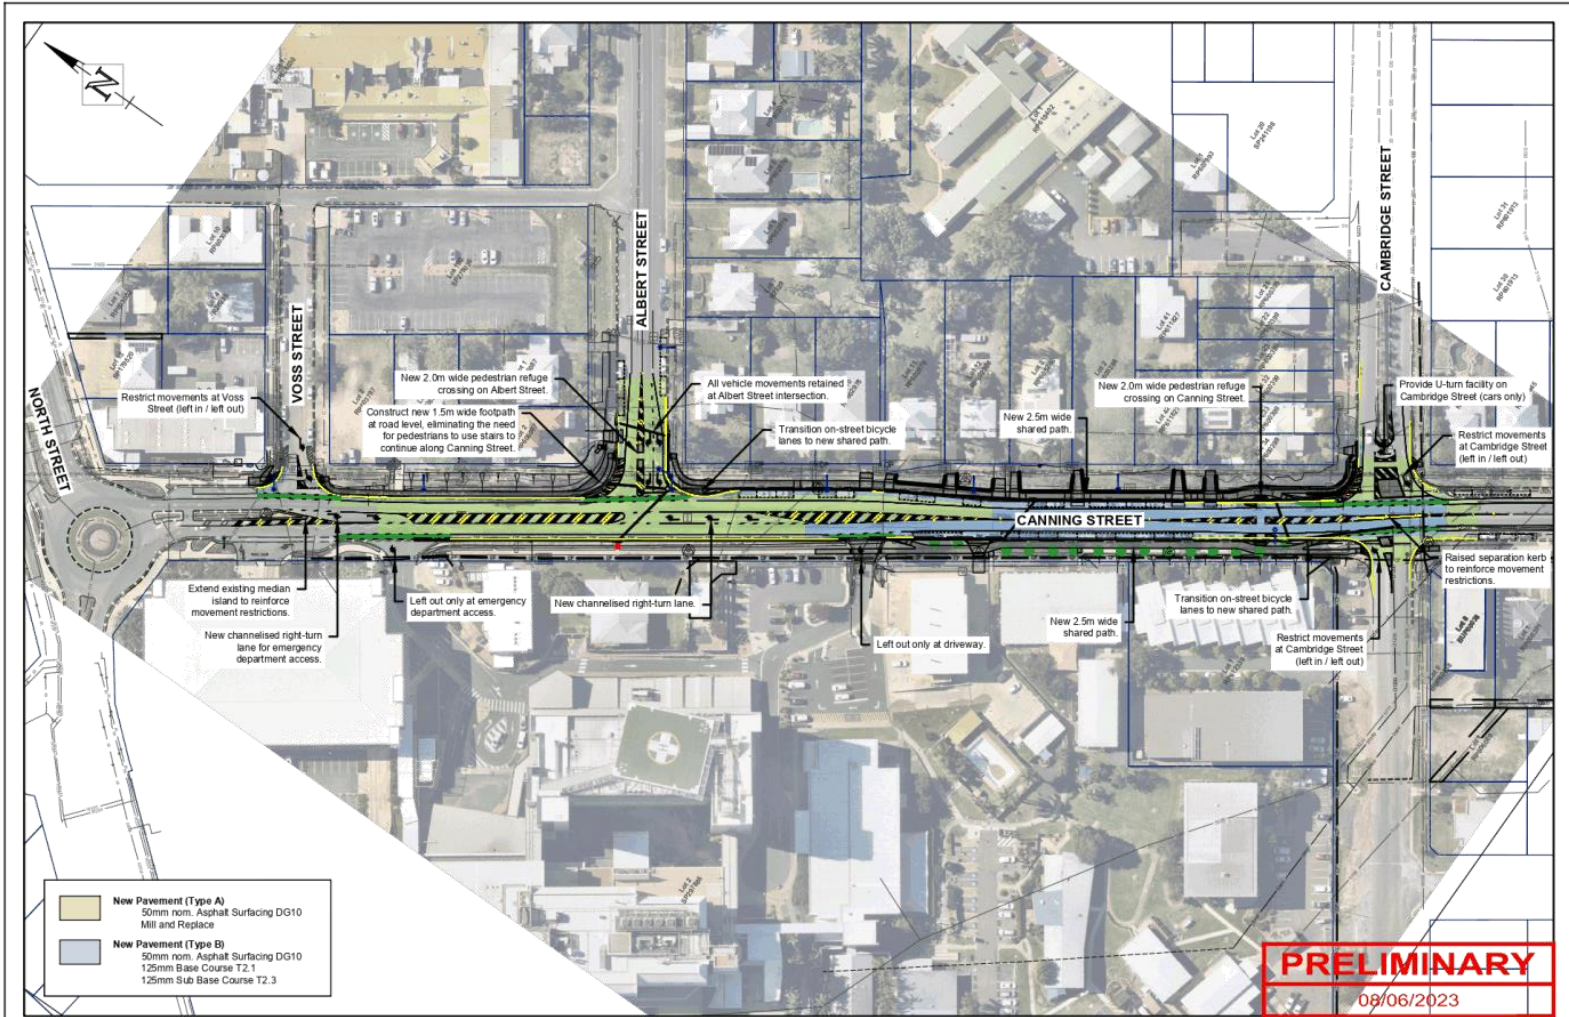 N
NORTH STREET
VOSS STREET
ALBERT STREET
CAMBRIDGE STREET
CANNING STREET
Restrict movements at Voss
Street (left in / left out)
New 2.0m wide pedestrian refuge
crossing on Albert Street.
Construct new 1.5m wide footpath
at road level, eliminating the need
for pedestrians to use stairs to
continue along Canning Street.
All vehicle movements retained
at Albert Street intersection.
Transition on-street bicycle
lanes to new shared path.
New 2.5m wide
shared path.
New 2.0m wide pedestrian refuge
crossing on Canning Street.
Provide U-turn facility on
Cambridge Street (cars only)
Restrict movements
at Cambridge Street
(left in / left out)
Extend existing median
island to reinforce
movement restrictions.
New channelised right-turn
lane for emergency
department access.
Left out only at emergency
department access.
New channelised right-turn lane.
Left out only at driveway.
New 2.5m wide
shared path.
Transition on-street bicycle
lanes to new shared path.
Restrict movements
at Cambridge Street
(left in / left out)
Raised separation kerb
to reinforce movement
restrictions.
New Pavement (Type A)
50mm nom. Asphalt Surfacing DG10
Mill and Replace
New Pavement (Type B)
50mm nom. Asphalt Surfacing DG10
125mm Base Course T2.1
125mm Sub Base Course T2.3
PRELIMINARY
08/06/2023